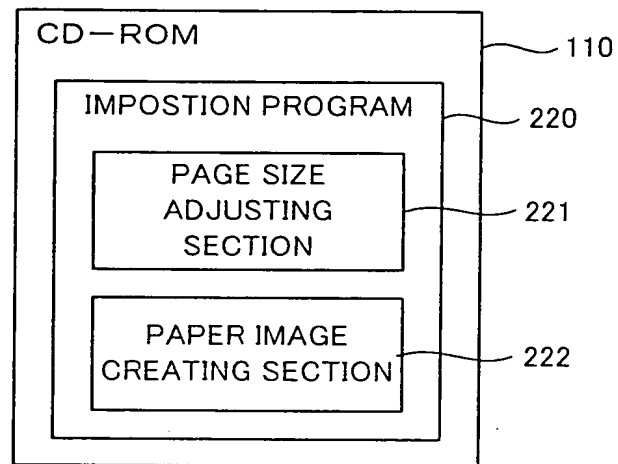 CD-ROM
110
IMPOSTION PROGRAM
220
PAGE SIZE
ADJUSTING
SECTION
221
PAPER IMAGE
CREATING SECTION
222